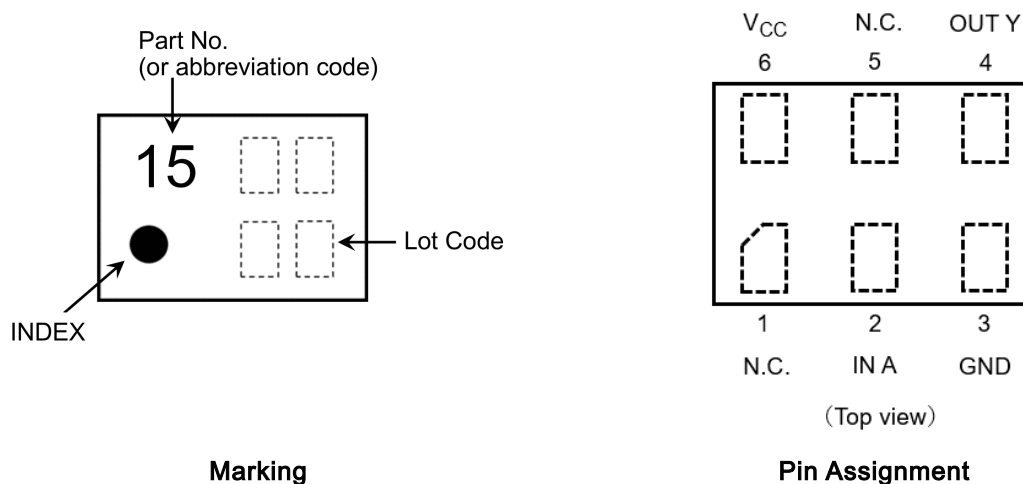 Part No.
(or abbreviation code)
15
Lot Code
INDEX
Marking
VCC N.C. OUT Y
6 5 4
1 2 3
N.C. IN A GND
(Top view)
Pin Assignment